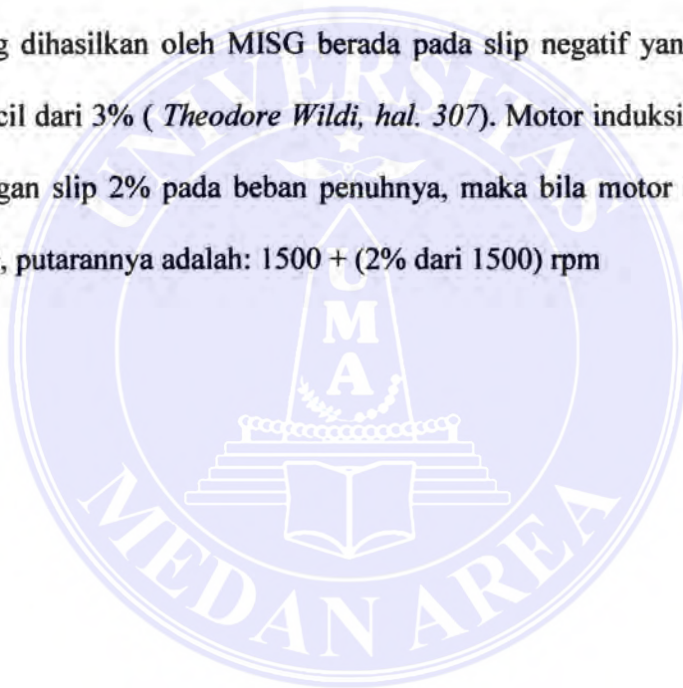 g dihasilkan oleh MISG berada pada slip negatif yan
cil dari 3% ( Theodore Wildi, hal. 307). Motor induksi
gan slip 2% pada beban penuhnya, maka bila motor
, putarannya adalah: 1500 + (2% dari 1500) rpm
UNIVERSITAS
UMA
MEDAN AREA